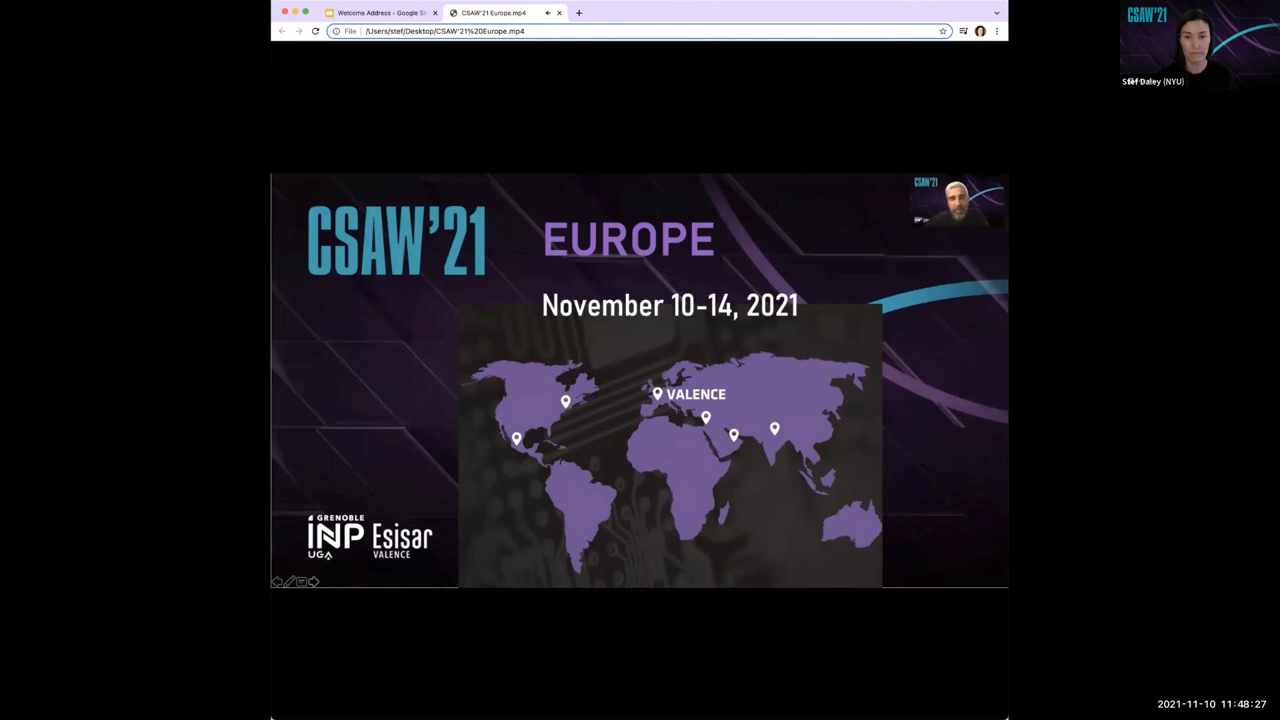 Welcome Address - Google Sl
CSAW'21 Europe.mp4
File
/Users/stef/Desktop/CSAW'21%20Europe.mp4
CSAW'21
Stef Daley (NYU)
CSAW'21
CSAW'21
EUROPE
November 10-14, 2021
VALENCE
GRENOBLE
INP
UGA
Esisar
VALENCE
2021-11-10 11:48:27